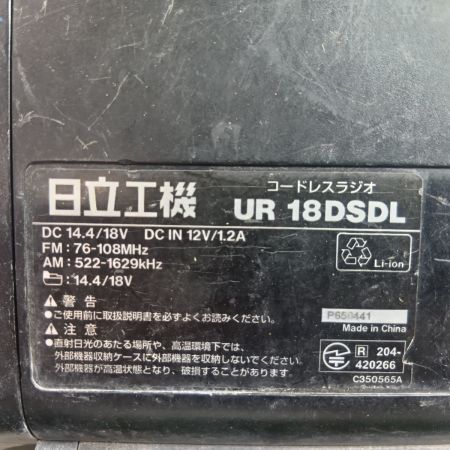 日立工機
コードレスラジオ
UR 18DSDL
DC 14.4/18V DC IN 12V/1.2A
FM : 76-108MHz
AM : 522-1629kHz
: 14.4/18V
Li-ion
⚠ 警告
●ご使用前に取扱説明書を必ずよくお読みください。
⚠ 注意
●直射日光のあたる場所や、高温環境下では、
外部機器収納ケースに外部機器を収納しないでください。
外部機器が高温状態となり、破損することがあります。
P650441
Made in China
R 204-
420266
C350565A